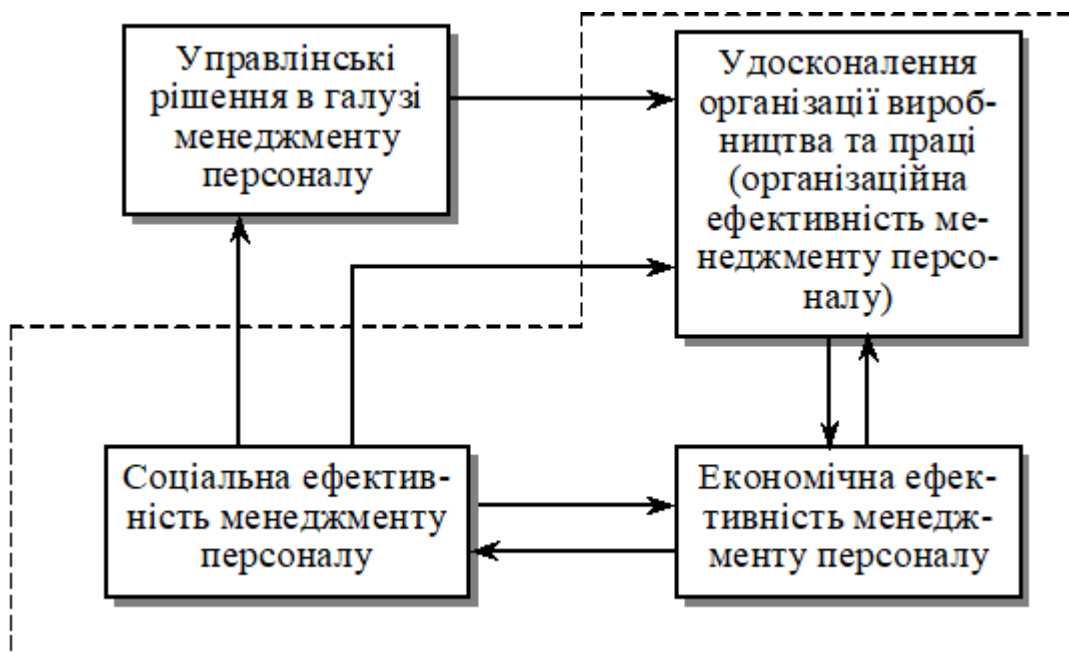 Управлінські
рішення в галузі
менеджменту
персоналу
Удосконалення
організації вироб-
ництва та праці
(організаційна
ефективність ме-
неджменту персо-
налу)
Соціальна ефектив-
ність менеджменту
персоналу
Економічна ефек-
тивність менедж-
менту персоналу